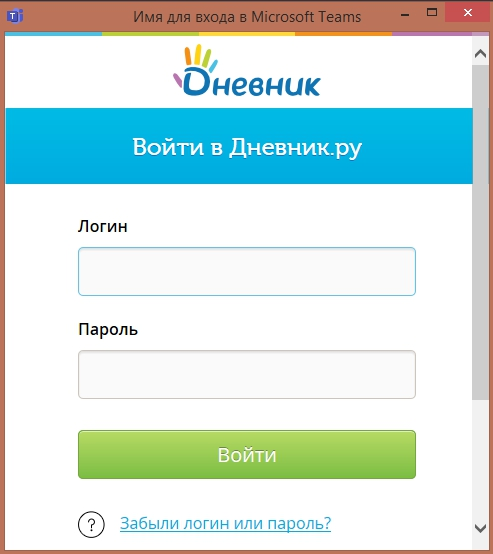 Имя для входа в Microsoft Teams
Дневник
Войти в Дневник.ру
Логин
Пароль
Войти
? Забыли логин или пароль?